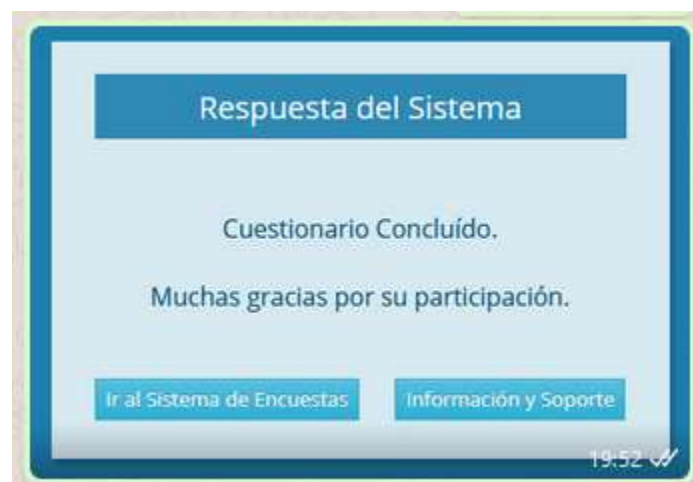 Respuesta del Sistema
Cuestionario Concluído.
Muchas gracias por su participación.
Ir al Sistema de Encuestas
Información y Soporte
19:52